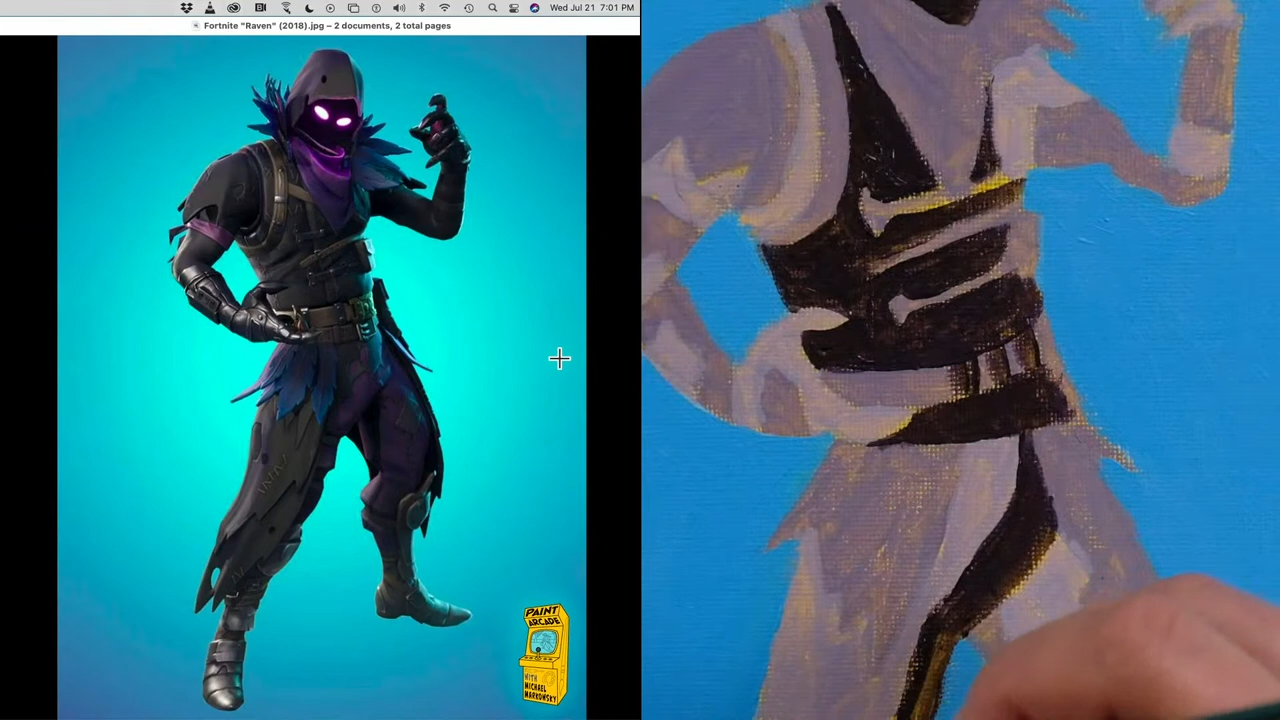 Wed Jul 21 7:01 PM
Fortnite "Raven" (2018).jpg – 2 documents, 2 total pages
PAINT
ARCADE
WITH
MICHAEL
MARKOWSKY